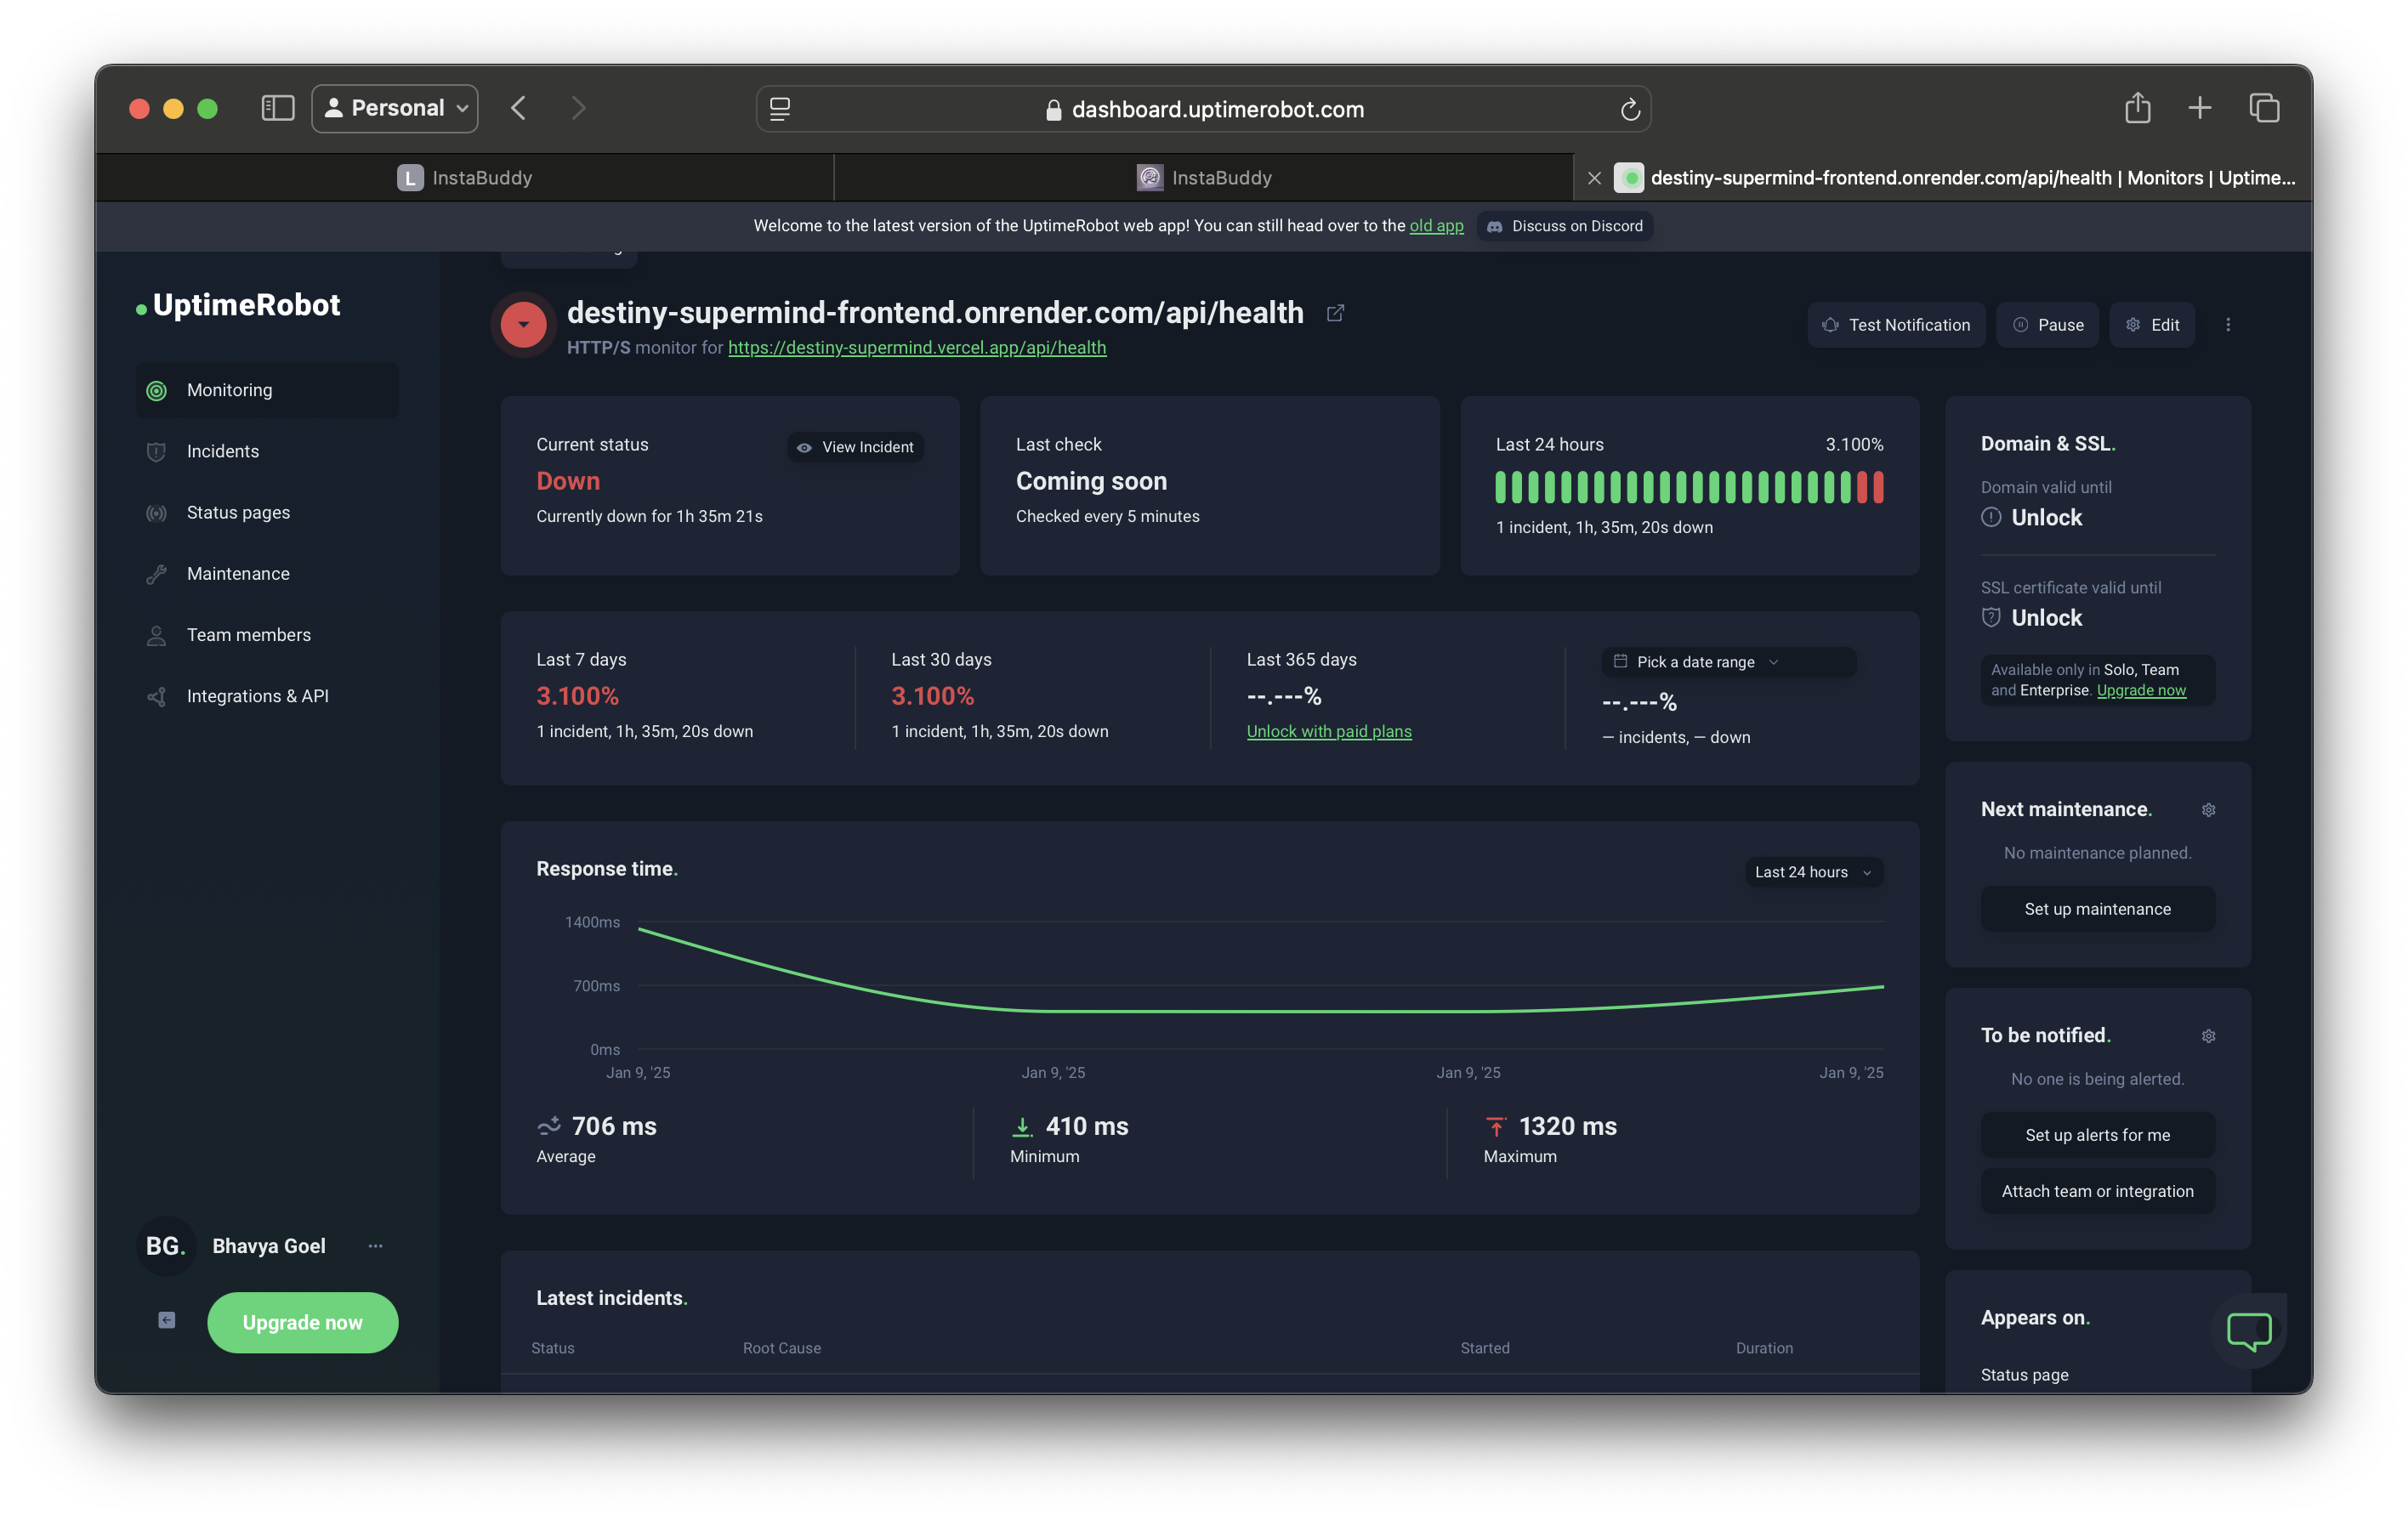 Personal
dashboard.uptimerobot.com
L InstaBuddy
InstaBuddy
destiny-supermind-frontend.onrender.com/api/health | Monitors | Uptime...
Welcome to the latest version of the UptimeRobot web app! You can still head over to the old app
Discuss on Discord
UptimeRobot
Monitoring
Incidents
Status pages
Maintenance
Team members
Integrations & API
BG.
Bhavya Goel
Upgrade now
destiny-supermind-frontend.onrender.com/api/health
HTTP/S monitor for https://destiny-supermind.vercel.app/api/health
Test Notification
Pause
Edit
Current status
View Incident
Down
Currently down for 1h 35m 21s
Last check
Coming soon
Checked every 5 minutes
Last 24 hours
3.100%
1 incident, 1h, 35m, 20s down
Last 7 days
3.100%
1 incident, 1h, 35m, 20s down
Last 30 days
3.100%
1 incident, 1h, 35m, 20s down
Last 365 days
--.---%
Unlock with paid plans
Pick a date range
--.---%
— incidents, — down
Response time.
Last 24 hours
1400ms
700ms
0ms
Jan 9, '25
Jan 9, '25
Jan 9, '25
Jan 9, '25
706 ms
Average
410 ms
Minimum
1320 ms
Maximum
Latest incidents.
Status
Root Cause
Started
Duration
Domain & SSL.
Domain valid until
Unlock
SSL certificate valid until
Unlock
Available only in Solo, Team
and Enterprise. Upgrade now
Next maintenance.
No maintenance planned.
Set up maintenance
To be notified.
No one is being alerted.
Set up alerts for me
Attach team or integration
Appears on.
Status page